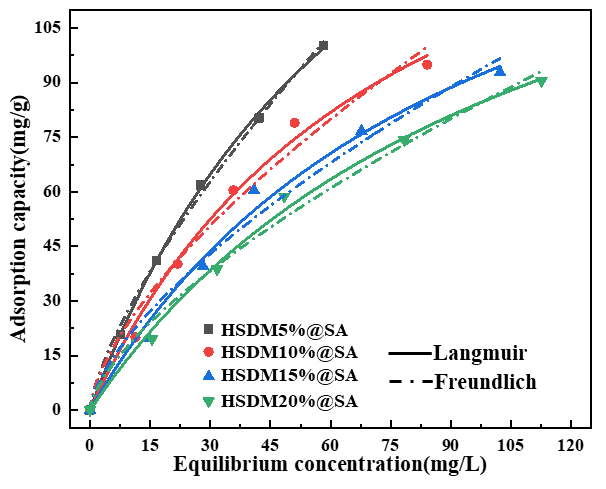 Adsorption capacity(mg/g)
105
90
75
60
45
30
15
0
HSDM5%@SA
HSDM10%@SA
HSDM15%@SA
HSDM20%@SA
Langmuir
Freundlich
0 15 30 45 60 75 90 105 120
Equilibrium concentration(mg/L)